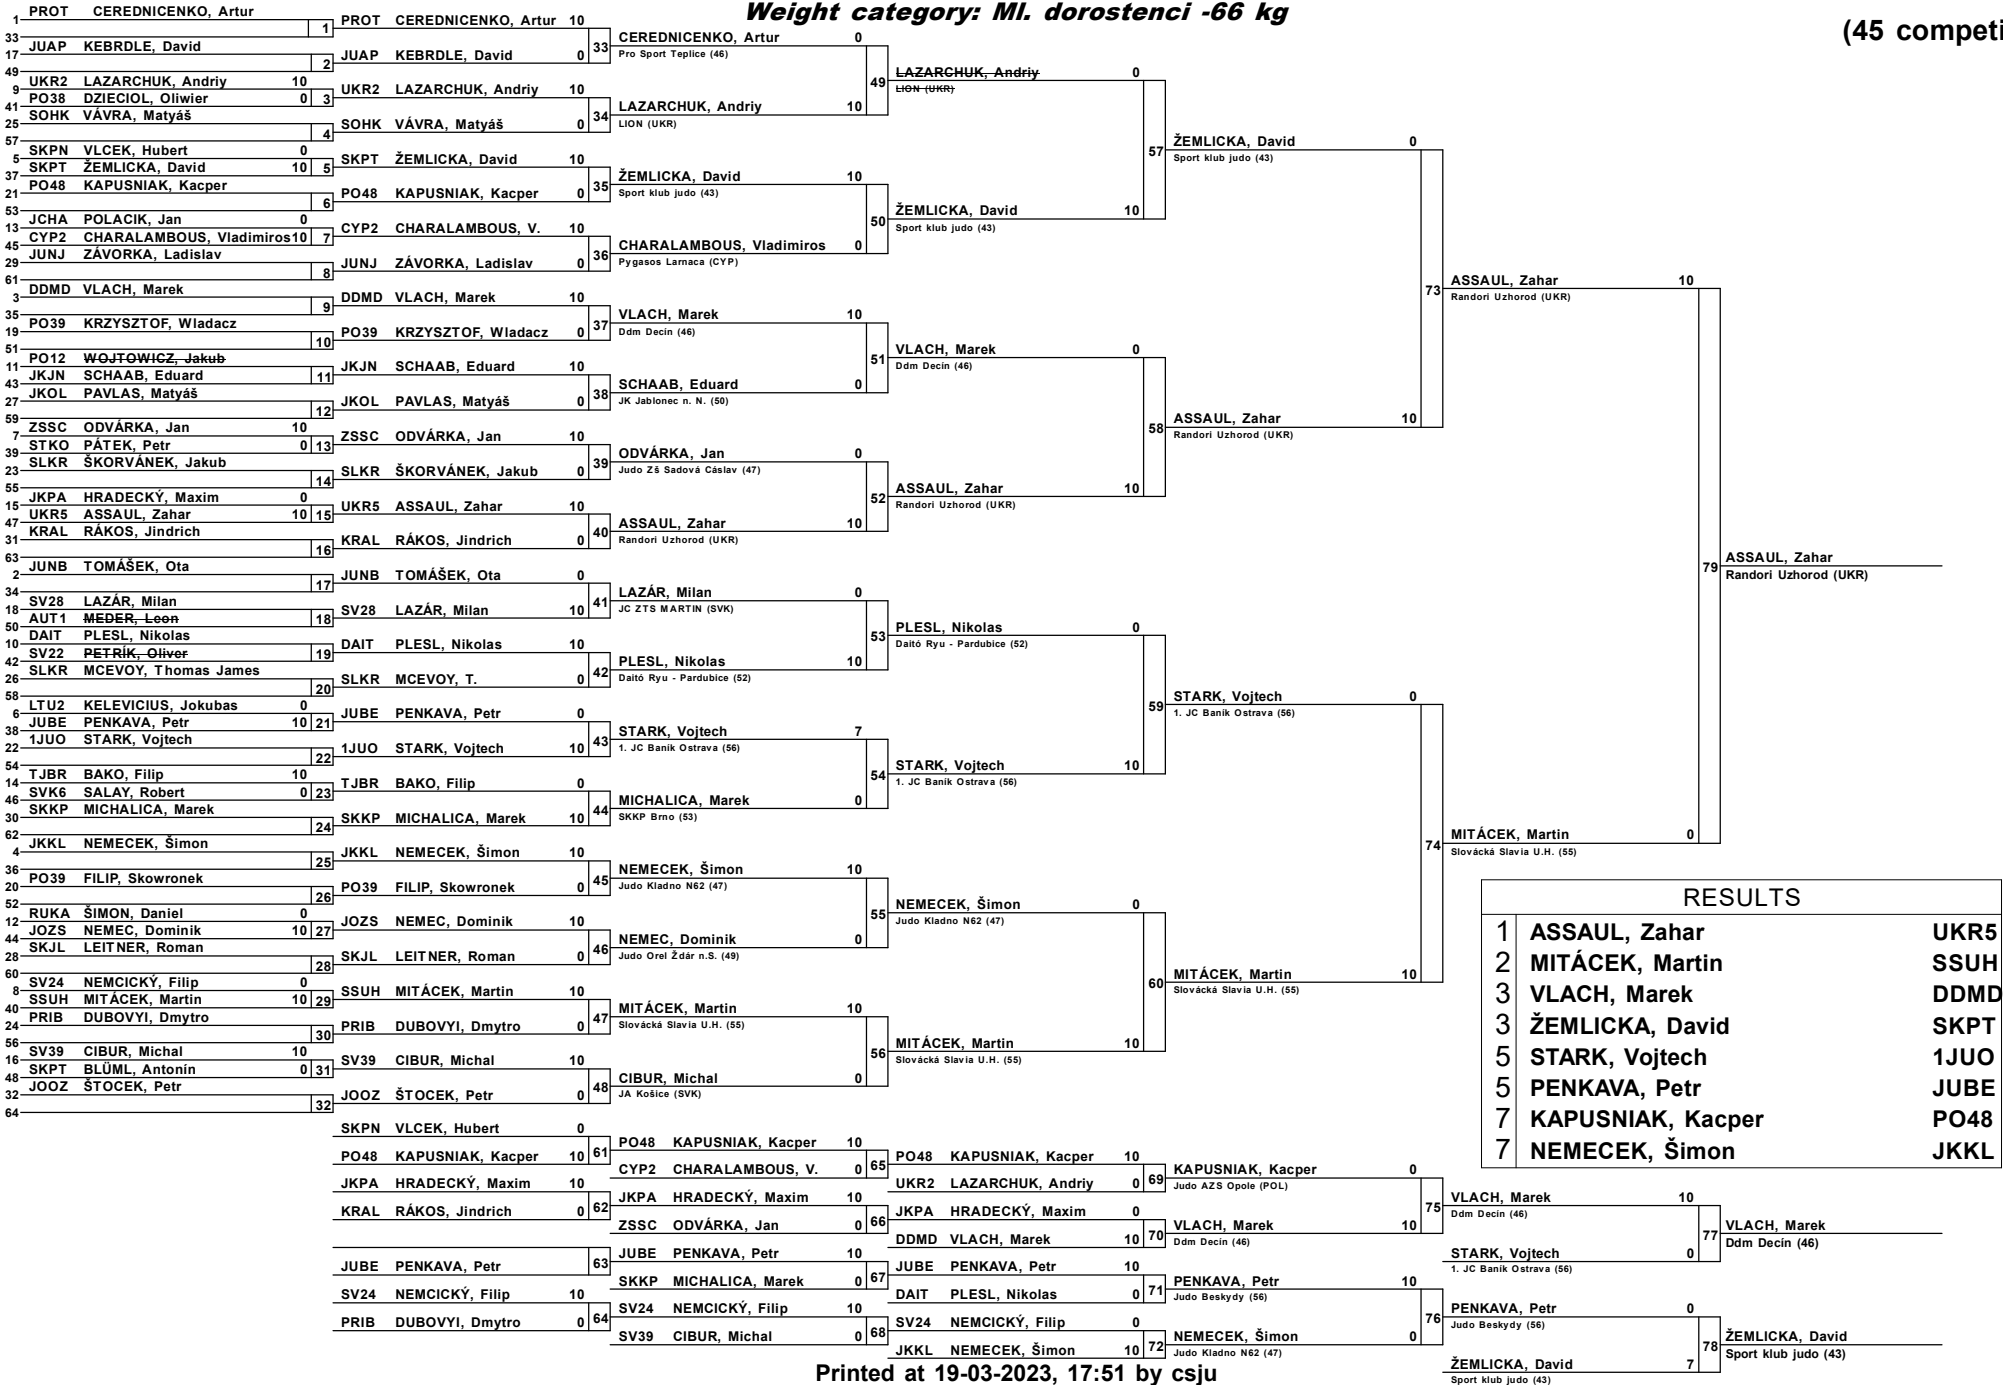 Weight category: Ml. dorostenci -66 kg
(45 competi
1 PROT CEREDNICENKO, Artur
33
1
17 JUAP KEBRDLE, David
49
2
9 UKR2 LAZARCHUK, Andriy 10
41 PO38 DZIECIOL, Oliwier 0
3
25 SOHK VÁVRA, Matyáš
57
4
5 SKPN VLCEK, Hubert 0
37 SKPT ŽEMLICKA, David 10
5
21 PO48 KAPUSNIAK, Kacper
53
6
13 JCHA POLACIK, Jan 0
45 CYP2 CHARALAMBOUS, Vladimiros10
7
29 JUNJ ZÁVORKA, Ladislav
61
8
3 DDMD VLACH, Marek
35
9
19 PO39 KRZYSZTOF, Wladacz
51
10
11 PO12 WOJTOWICZ, Jakub
43 JKJN SCHAAB, Eduard
11
27 JKOL PAVLAS, Matyáš
59
12
7 ZSSC ODVÁRKA, Jan 10
39 STKO PÁTEK, Petr 0
13
23 SLKR ŠKORVÁNEK, Jakub
55
14
15 JKPA HRADECKÝ, Maxim 0
47 UKR5 ASSAUL, Zahar 10
15
31 KRAL RÁKOS, Jindrich
63
16
2 JUNB TOMÁŠEK, Ota
34
17
18 SV28 LAZÁR, Milan
50 AUT1 MEDER, Leon
18
10 DAIT PLESL, Nikolas
42 SV22 PETRÍK, Oliver
19
26 SLKR MCEVOY, Thomas James
58
20
6 LTU2 KELEVICIUS, Jokubas 0
38 JUBE PENKAVA, Petr 10
21
22 1JUO STARK, Vojtech
54
22
14 TJBR BAKO, Filip 10
46 SVK6 SALAY, Robert 0
23
30 SKKP MICHALICA, Marek
62
24
4 JKKL NEMECEK, Šimon
36
25
20 PO39 FILIP, Skowronek
52
26
12 RUKA ŠIMON, Daniel 0
44 JOZS NEMEC, Dominik 10
27
28 SKJL LEITNER, Roman
60
28
8 SV24 NEMCICKÝ, Filip 0
40 SSUH MITÁCEK, Martin 10
29
24 PRIB DUBOVYI, Dmytro
56
30
16 SV39 CIBUR, Michal 10
48 SKPT BLÜML, Antonín 0
31
32 JOOZ ŠTOCEK, Petr
64
32
PROT CEREDNICENKO, Artur 10
JUAP KEBRDLE, David 0
33
UKR2 LAZARCHUK, Andriy 10
SOHK VÁVRA, Matyáš 0
34
SKPT ŽEMLICKA, David 10
PO48 KAPUSNIAK, Kacper 0
35
CYP2 CHARALAMBOUS, V. 10
JUNJ ZÁVORKA, Ladislav 0
36
DDMD VLACH, Marek 10
PO39 KRZYSZTOF, Wladacz 0
37
JKJN SCHAAB, Eduard 10
JKOL PAVLAS, Matyáš 0
38
ZSSC ODVÁRKA, Jan 10
SLKR ŠKORVÁNEK, Jakub 0
39
UKR5 ASSAUL, Zahar 10
KRAL RÁKOS, Jindrich 0
40
JUNB TOMÁŠEK, Ota 0
SV28 LAZÁR, Milan 10
41
DAIT PLESL, Nikolas 10
SLKR MCEVOY, T. 0
42
JUBE PENKAVA, Petr 0
1JUO STARK, Vojtech 10
43
TJBR BAKO, Filip 0
SKKP MICHALICA, Marek 10
44
JKKL NEMECEK, Šimon 10
PO39 FILIP, Skowronek 0
45
JOZS NEMEC, Dominik 10
SKJL LEITNER, Roman 0
46
SSUH MITÁCEK, Martin 10
PRIB DUBOVYI, Dmytro 0
47
SV39 CIBUR, Michal 10
JOOZ ŠTOCEK, Petr 0
48
CEREDNICENKO, Artur 0
Pro Sport Teplice (46)
49
LAZARCHUK, Andriy 10
LION (UKR)
ŽEMLICKA, David 10
Sport klub judo (43)
50
CHARALAMBOUS, Vladimiros 0
Pygasos Larnaca (CYP)
VLACH, Marek 10
Ddm Decín (46)
51
SCHAAB, Eduard 0
JK Jablonec n. N. (50)
ODVÁRKA, Jan 0
Judo Zš Sadová Cáslav (47)
52
ASSAUL, Zahar 10
Randori Uzhorod (UKR)
LAZÁR, Milan 0
JC ZTS MARTIN (SVK)
53
PLESL, Nikolas 10
Daitó Ryu - Pardubice (52)
STARK, Vojtech 7
1. JC Baník Ostrava (56)
54
MICHALICA, Marek 0
SKKP Brno (53)
NEMECEK, Šimon 10
Judo Kladno N62 (47)
55
NEMEC, Dominik 0
Judo Orel Ždár n.S. (49)
MITÁCEK, Martin 10
Slovácká Slavia U.H. (55)
56
CIBUR, Michal 0
JA Košice (SVK)
LAZARCHUK, Andriy 0
LION (UKR)
57
ŽEMLICKA, David 10
Sport klub judo (43)
VLACH, Marek 0
Ddm Decín (46)
58
ASSAUL, Zahar 10
Randori Uzhorod (UKR)
PLESL, Nikolas 0
Daitó Ryu - Pardubice (52)
59
STARK, Vojtech 10
1. JC Baník Ostrava (56)
NEMECEK, Šimon 0
Judo Kladno N62 (47)
60
MITÁCEK, Martin 10
Slovácká Slavia U.H. (55)
ŽEMLICKA, David 0
Sport klub judo (43)
73
ASSAUL, Zahar 10
Randori Uzhorod (UKR)
STARK, Vojtech 0
1. JC Baník Ostrava (56)
74
MITÁCEK, Martin 10
Slovácká Slavia U.H. (55)
ASSAUL, Zahar 10
Randori Uzhorod (UKR)
79
MITÁCEK, Martin 0
Slovácká Slavia U.H. (55)
ASSAUL, Zahar
Randori Uzhorod (UKR)
RESULTS
1 ASSAUL, Zahar UKR5
2 MITÁCEK, Martin SSUH
3 VLACH, Marek DDMD
3 ŽEMLICKA, David SKPT
5 STARK, Vojtech 1JUO
5 PENKAVA, Petr JUBE
7 KAPUSNIAK, Kacper PO48
7 NEMECEK, Šimon JKKL
SKPN VLCEK, Hubert 0
PO48 KAPUSNIAK, Kacper 10
61
JKPA HRADECKÝ, Maxim 10
KRAL RÁKOS, Jindrich 0
62
JUBE PENKAVA, Petr
63
SV24 NEMCICKÝ, Filip 10
PRIB DUBOVYI, Dmytro 0
64
PO48 KAPUSNIAK, Kacper 10
CYP2 CHARALAMBOUS, V. 0
65
JKPA HRADECKÝ, Maxim 10
ZSSC ODVÁRKA, Jan 0
66
JUBE PENKAVA, Petr 10
SKKP MICHALICA, Marek 0
67
SV24 NEMCICKÝ, Filip 10
SV39 CIBUR, Michal 0
68
PO48 KAPUSNIAK, Kacper 10
UKR2 LAZARCHUK, Andriy 0
69
JKPA HRADECKÝ, Maxim 0
DDMD VLACH, Marek 10
70
JUBE PENKAVA, Petr 10
DAIT PLESL, Nikolas 0
71
SV24 NEMCICKÝ, Filip 0
JKKL NEMECEK, Šimon 10
72
KAPUSNIAK, Kacper 0
Judo AZS Opole (POL)
75
VLACH, Marek 10
Ddm Decín (46)
PENKAVA, Petr 10
Judo Beskydy (56)
76
NEMECEK, Šimon 0
Judo Kladno N62 (47)
VLACH, Marek 10
Ddm Decín (46)
77
STARK, Vojtech 0
1. JC Baník Ostrava (56)
PENKAVA, Petr 0
Judo Beskydy (56)
78
ŽEMLICKA, David 7
Sport klub judo (43)
VLACH, Marek
Ddm Decín (46)
ŽEMLICKA, David
Sport klub judo (43)
Printed at 19-03-2023, 17:51 by csju